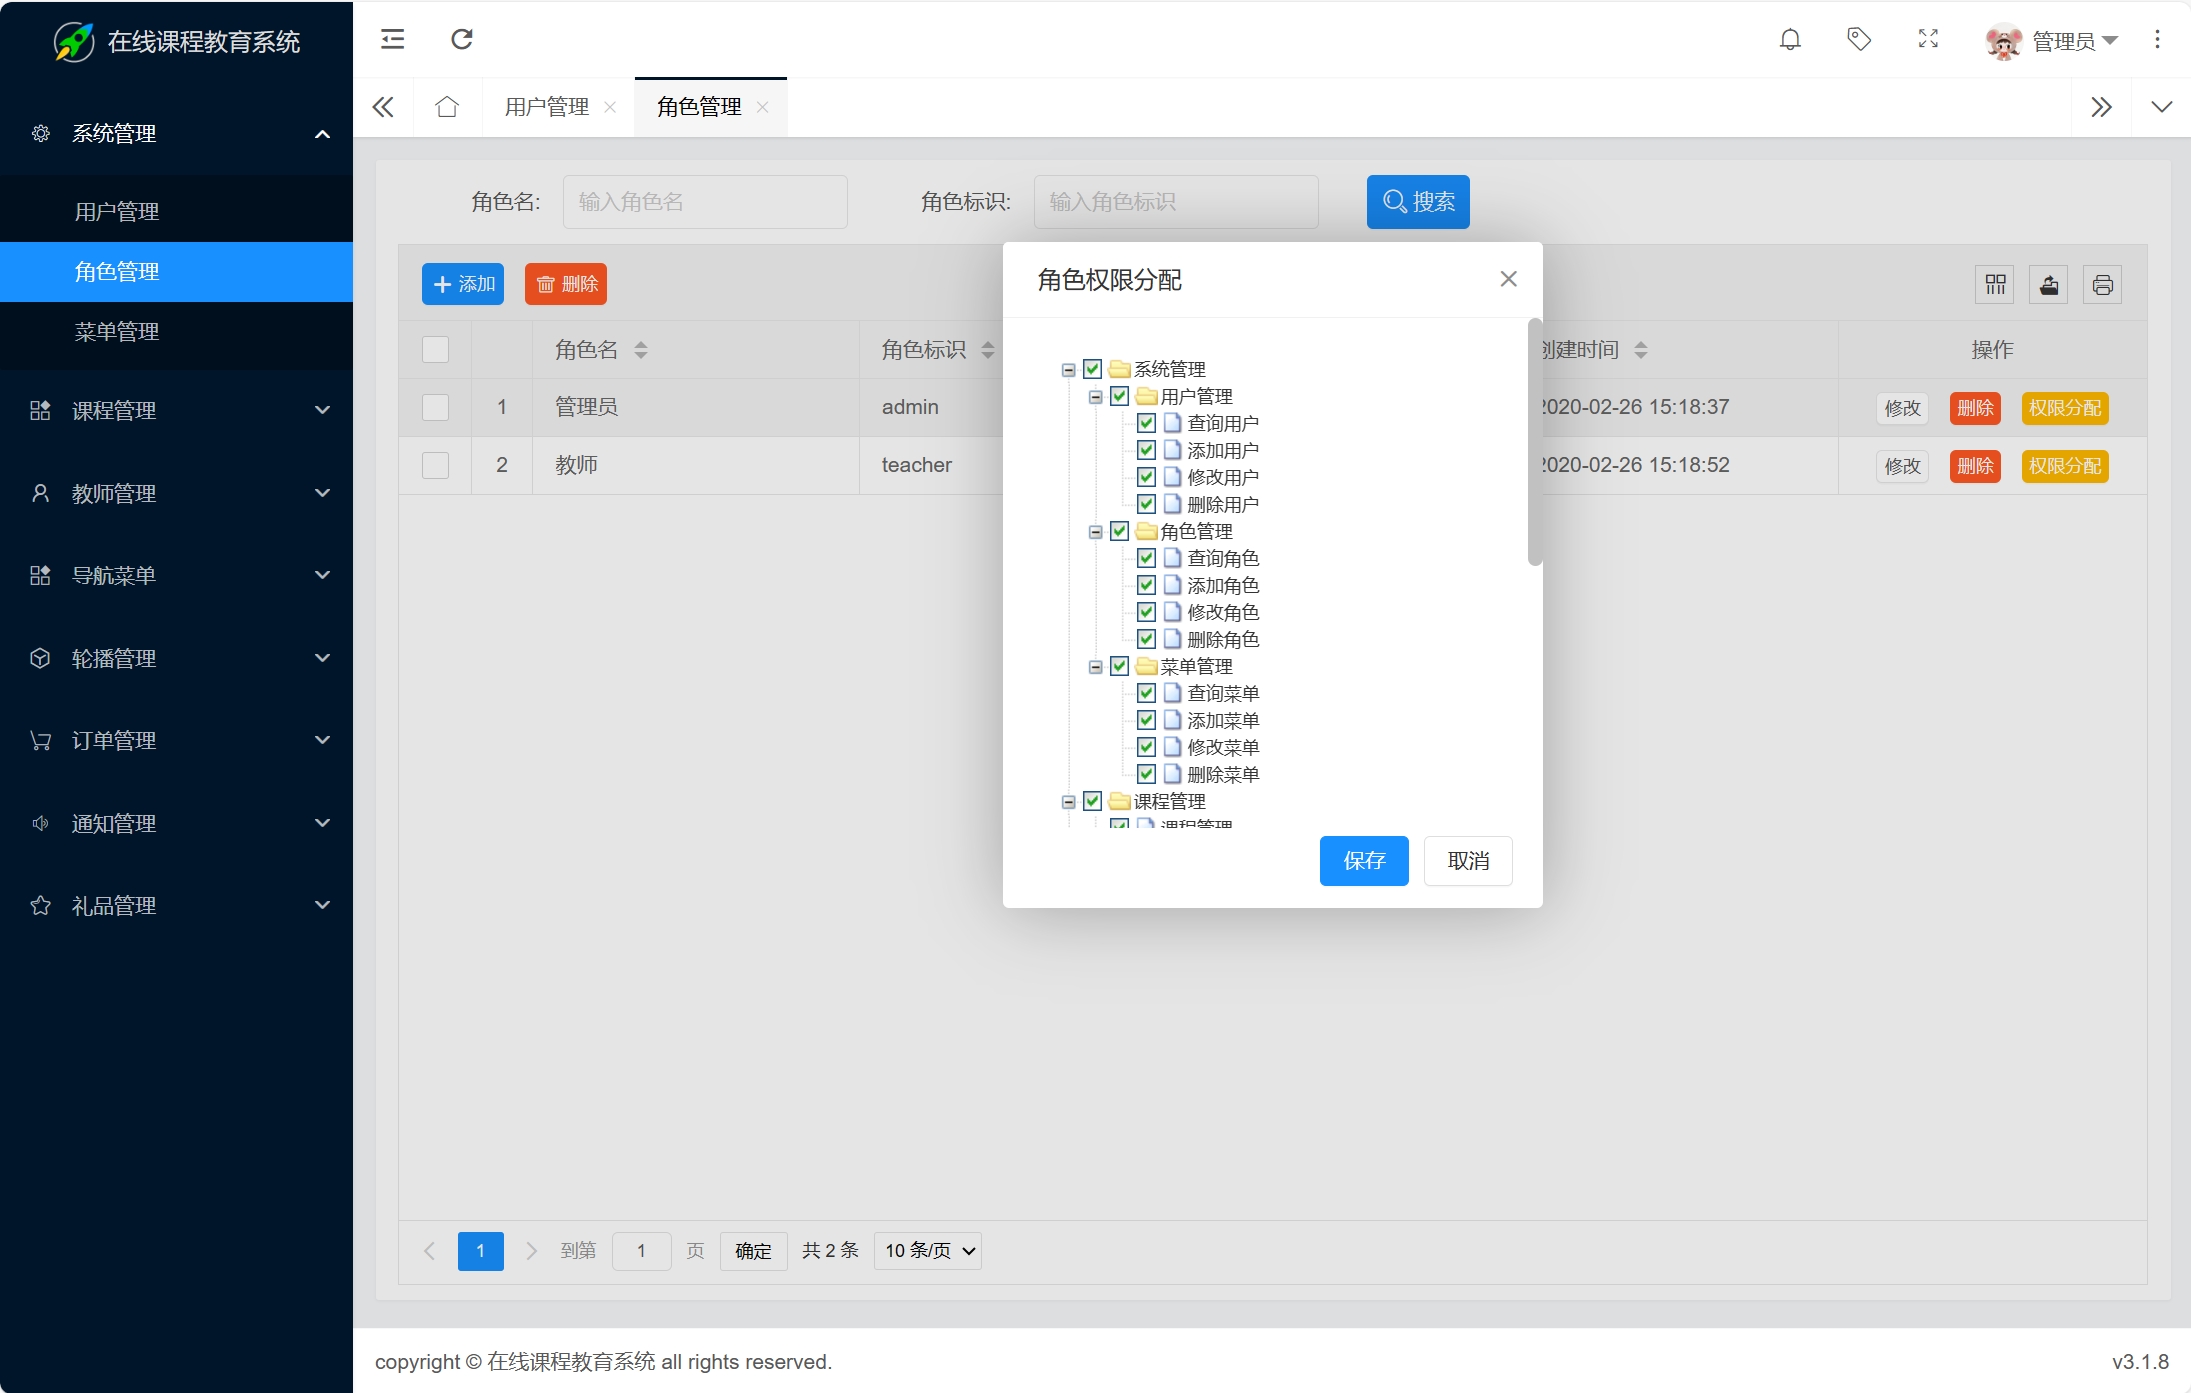 在线课程教育系统
管理员
用户管理
角色管理
系统管理
用户管理
角色管理
菜单管理
课程管理
教师管理
导航菜单
轮播管理
订单管理
通知管理
礼品管理
角色名: 输入角色名 角色标识: 输入角色标识 搜索
添加 删除
角色名 角色标识 创建时间 操作
1 管理员 admin 2020-02-26 15:18:37 修改 删除 权限分配
2 教师 teacher 2020-02-26 15:18:52 修改 删除 权限分配
角色权限分配
系统管理
用户管理
查询用户
添加用户
修改用户
删除用户
角色管理
查询角色
添加角色
修改角色
删除角色
菜单管理
查询菜单
添加菜单
修改菜单
删除菜单
课程管理
课程管理
保存 取消
1 到第 1 页 确定 共 2 条 10 条/页
copyright © 在线课程教育系统 all rights reserved. v3.1.8